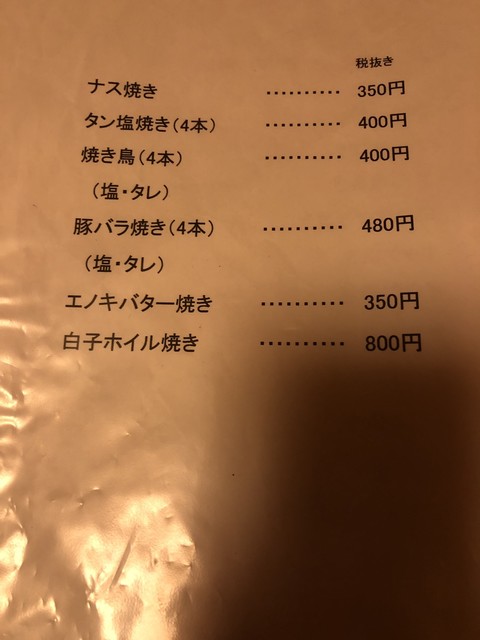 税抜き
ナス焼き ・・・・・・・・・・ 350円
タン塩焼き(4本) ・・・・・・・・・・ 400円
焼き鳥(4本) ・・・・・・・・・・ 400円
(塩・タレ)
豚バラ焼き(4本) ・・・・・・・・・・ 480円
(塩・タレ)
エノキバター焼き ・・・・・・・・・・ 350円
白子ホイル焼き ・・・・・・・・・・ 800円